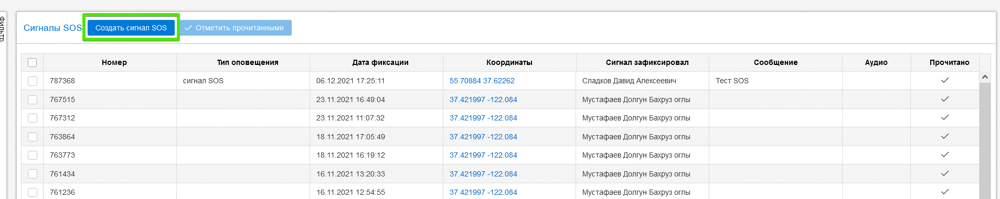 Фильтр
Сигналы SOS Создать сигнал SOS Отметить прочитанными
Номер Тип оповещения Дата фиксации Координаты Сигнал зафиксировал Сообщение Аудио Прочитано
787368 сигнал SOS 06.12.2021 17:25:11 55.70884 37.62262 Сладков Давид Алексеевич Тест SOS
767515 23.11.2021 16:49:04 37.421997 -122.084 Мустафаев Долгун Бахруз оглы
767312 23.11.2021 11:07:32 37.421997 -122.084 Мустафаев Долгун Бахруз оглы
763864 18.11.2021 17:05:49 37.421997 -122.084 Мустафаев Долгун Бахруз оглы
763773 18.11.2021 16:19:12 37.421997 -122.084 Мустафаев Долгун Бахруз оглы
761434 16.11.2021 13:20:33 37.421997 -122.084 Мустафаев Долгун Бахруз оглы
761236 16.11.2021 12:54:55 37.421997 -122.084 Мустафаев Долгун Бахруз оглы